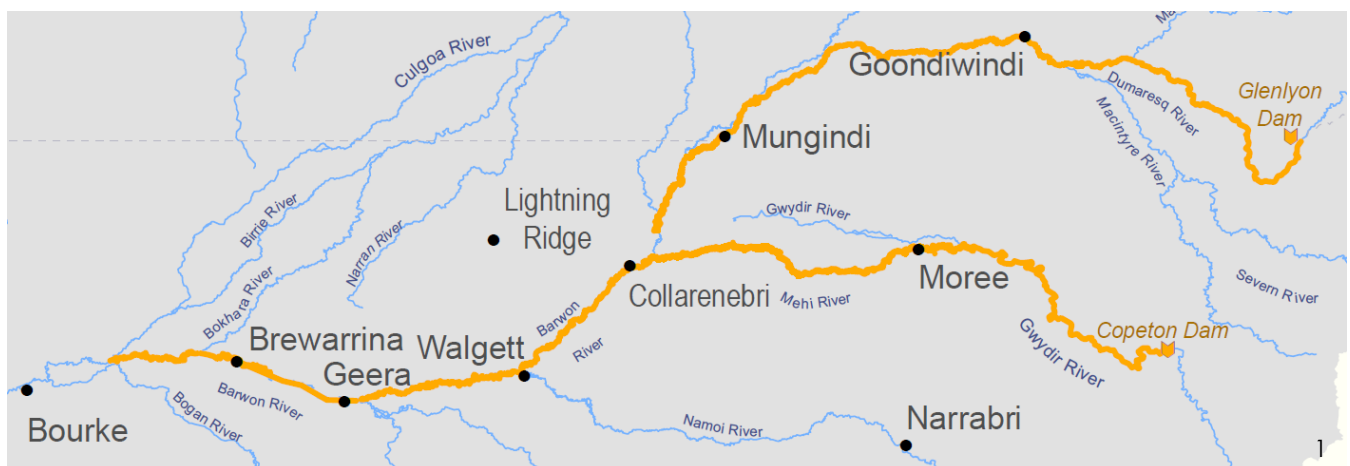 Culgoa River
Goondiwindi
Ma
Dumaresq River
Glenlyon
Dam
Macintyre River
Mungindi
Birrie River
Narran River
Lightning
Ridge
Gwydir River
Bokhara River
Collarenebri
Mehi River
Moree
Severn River
Brewarrina
Geera
Walgett
Barwon
River
Gwydir River
Copeton Dam
Bourke
Barwon River
Bogan River
Namoi River
Narrabri
1